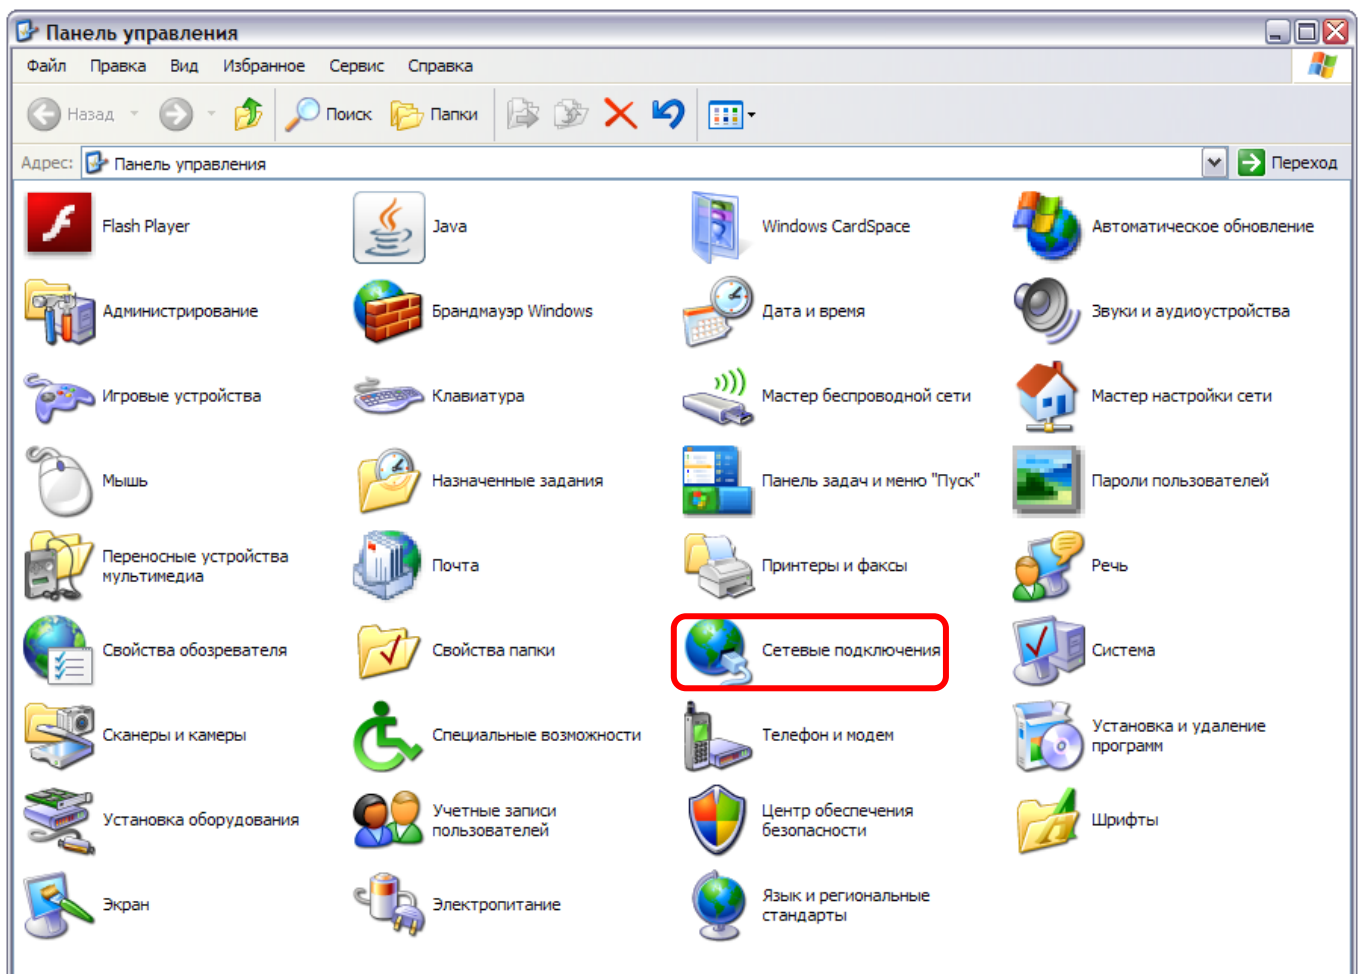 Панель управления
Файл Правка Вид Избранное Сервис Справка
Назад Поиск Папки
Адрес: Панель управления Переход
Flash Player Java Windows CardSpace Автоматическое обновление
Администрирование Брандмауэр Windows Дата и время Звуки и аудиоустройства
Игровые устройства Клавиатура Мастер беспроводной сети Мастер настройки сети
Мышь Назначенные задания Панель задач и меню "Пуск" Пароли пользователей
Переносные устройства
мультимедиа
Почта Принтеры и факсы Речь
Свойства обозревателя Свойства папки Сетевые подключения Система
Сканеры и камеры Специальные возможности Телефон и модем
Установка и удаление
программ
Установка оборудования
Учетные записи
пользователей
Центр обеспечения
безопасности
Шрифты
Экран Электропитание
Язык и региональные
стандарты